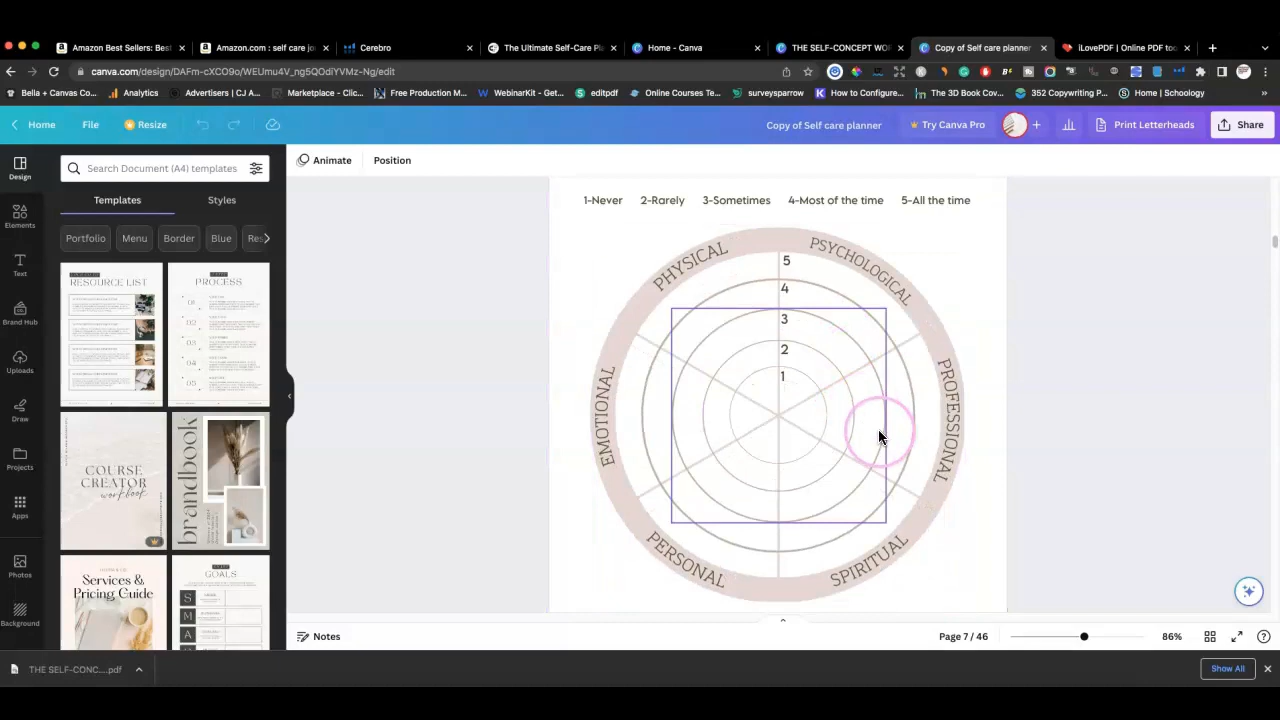 Amazon Best Sellers: Best
Amazon.com : self care jo
Cerebro
The Ultimate Self-Care Pl
Home - Canva
THE SELF-CONCEPT WO
Copy of Self care planner
iLovePDF | Online PDF too
canva.com/design/DAFm-cXCO9o/WEUmu4V_ng5QOdiYVMz-Ng/edit
Bella + Canvas Co...
Analytics
Advertisers | CJ A...
Marketplace - Clic...
Free Production M...
WebinarKit - Get...
editpdf
Online Courses Te...
surveysparrow
How to Configure...
The 3D Book Cov...
352 Copywriting P...
Home | Schoology
Home
File
Resize
Copy of Self care planner
Try Canva Pro
Print Letterheads
Share
Design
Elements
Text
Brand Hub
Uploads
Draw
Projects
Apps
Photos
Background
Search Document (A4) templates
Templates
Styles
Portfolio
Menu
Border
Blue
Res
RESOURCE LIST
PROCESS
COURSE
CREATOR
workbook
brandbook
Services &
Pricing Guide
GOALS
S
M
A
Animate
Position
1-Never 2-Rarely 3-Sometimes 4-Most of the time 5-All the time
PHYSICAL
PSYCHOLOGICAL
EMOTIONAL
PROFESSIONAL
PERSONAL
SPIRITUAL
5
4
3
2
1
Notes
Page 7 / 46
86%
THE SELF-CONC....pdf
Show All